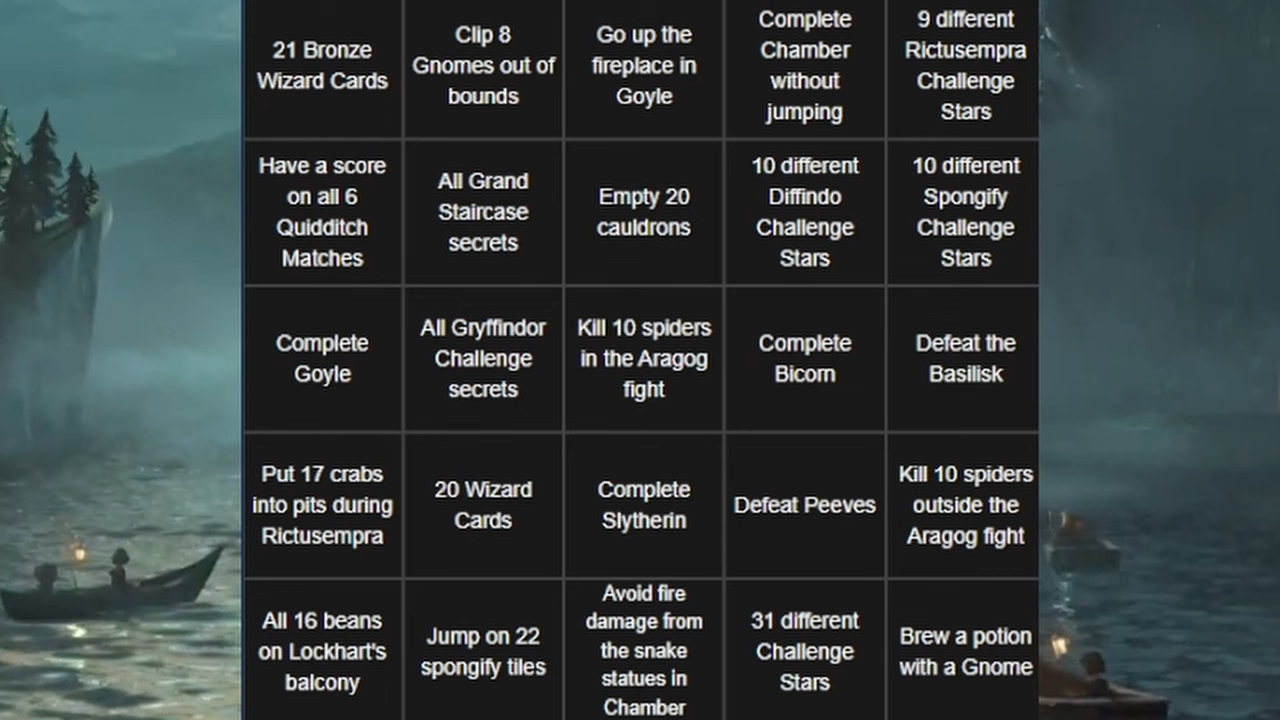 21 Bronze
Wizard Cards
Clip 8
Gnomes out of
bounds
Go up the
fireplace in
Goyle
Complete
Chamber
without
jumping
9 different
Rictusempra
Challenge
Stars
Have a score
on all 6
Quidditch
Matches
All Grand
Staircase
secrets
Empty 20
cauldrons
10 different
Diffindo
Challenge
Stars
10 different
Spongify
Challenge
Stars
Complete
Goyle
All Gryffindor
Challenge
secrets
Kill 10 spiders
in the Aragog
fight
Complete
Bicorn
Defeat the
Basilisk
Put 17 crabs
into pits during
Rictusempra
20 Wizard
Cards
Complete
Slytherin
Defeat Peeves
Kill 10 spiders
outside the
Aragog fight
All 16 beans
on Lockhart's
balcony
Jump on 22
spongify tiles
Avoid fire
damage from
the snake
statues in
Chamber
31 different
Challenge
Stars
Brew a potion
with a Gnome